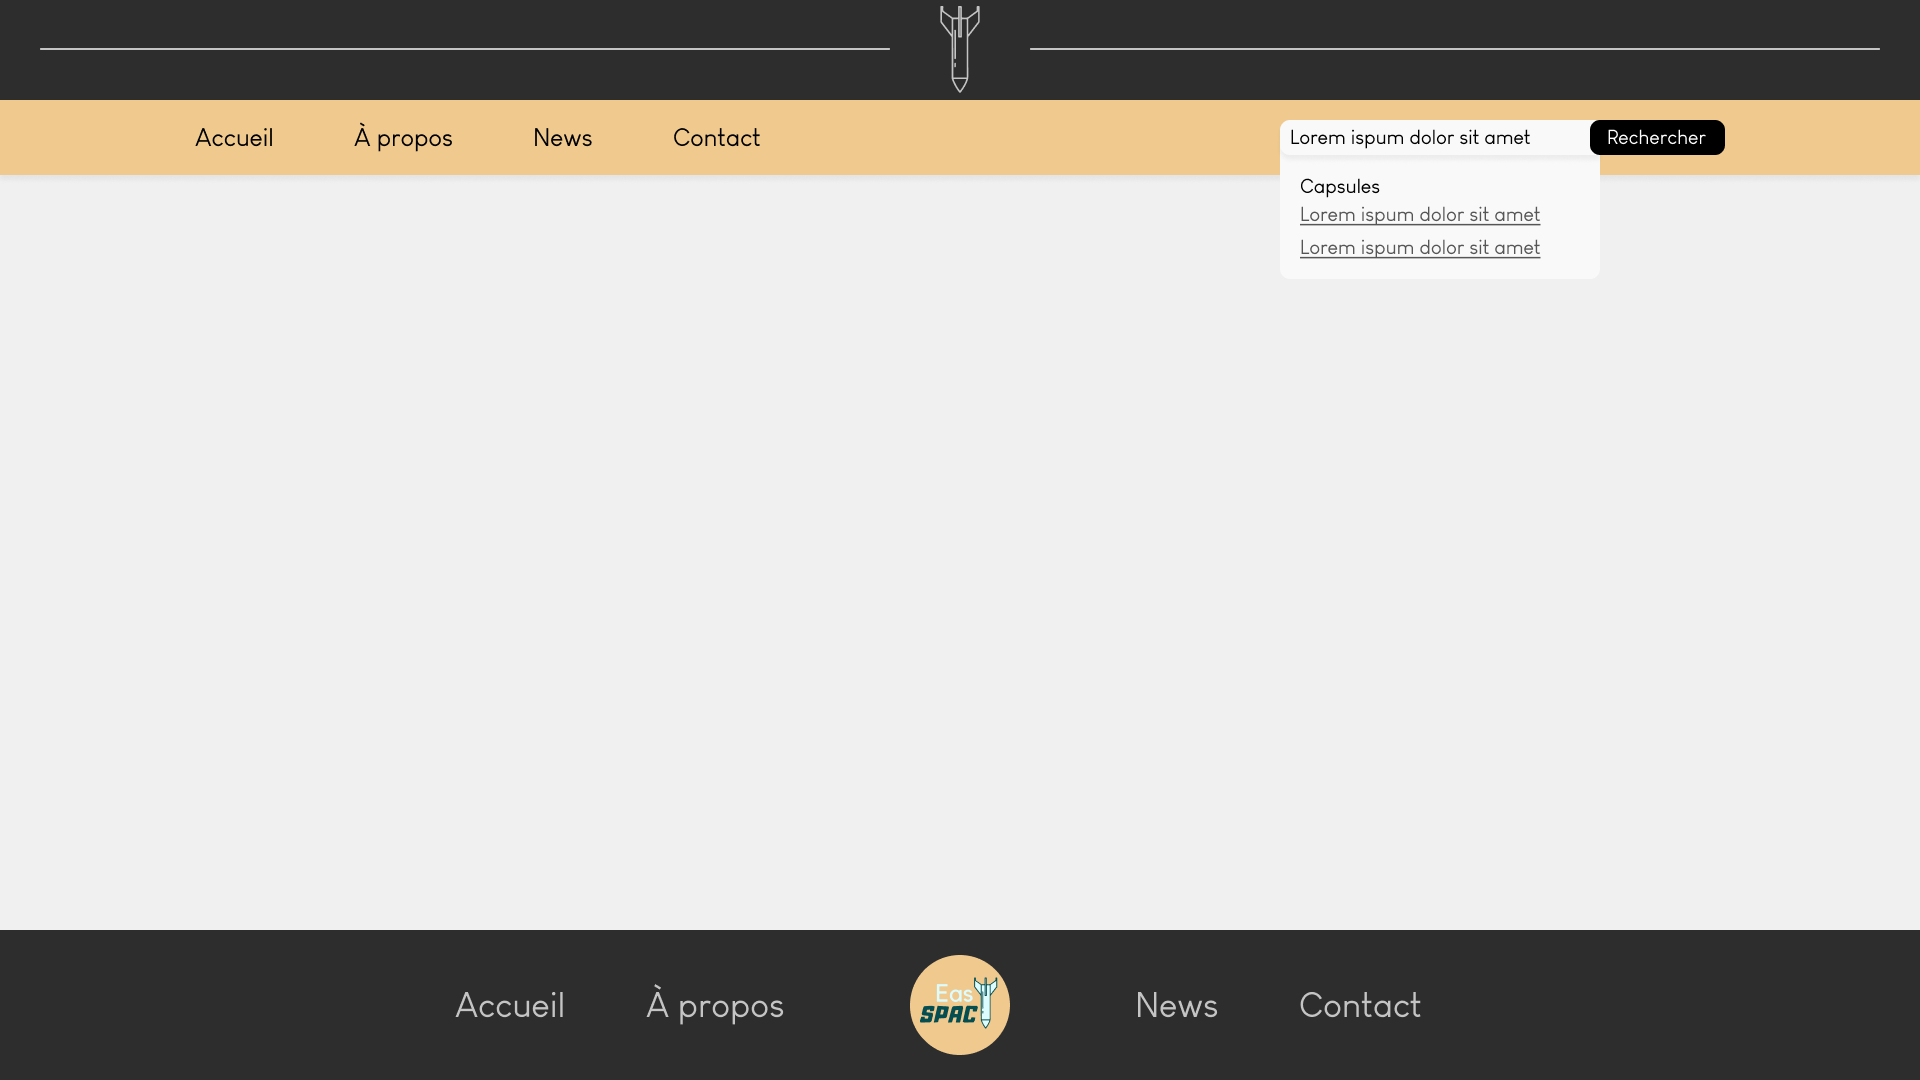 Accueil
À propos
News
Contact
Lorem ispum dolor sit amet
Rechercher
Capsules
Lorem ispum dolor sit amet
Lorem ispum dolor sit amet
Accueil
À propos
Eas
SPAC
News
Contact